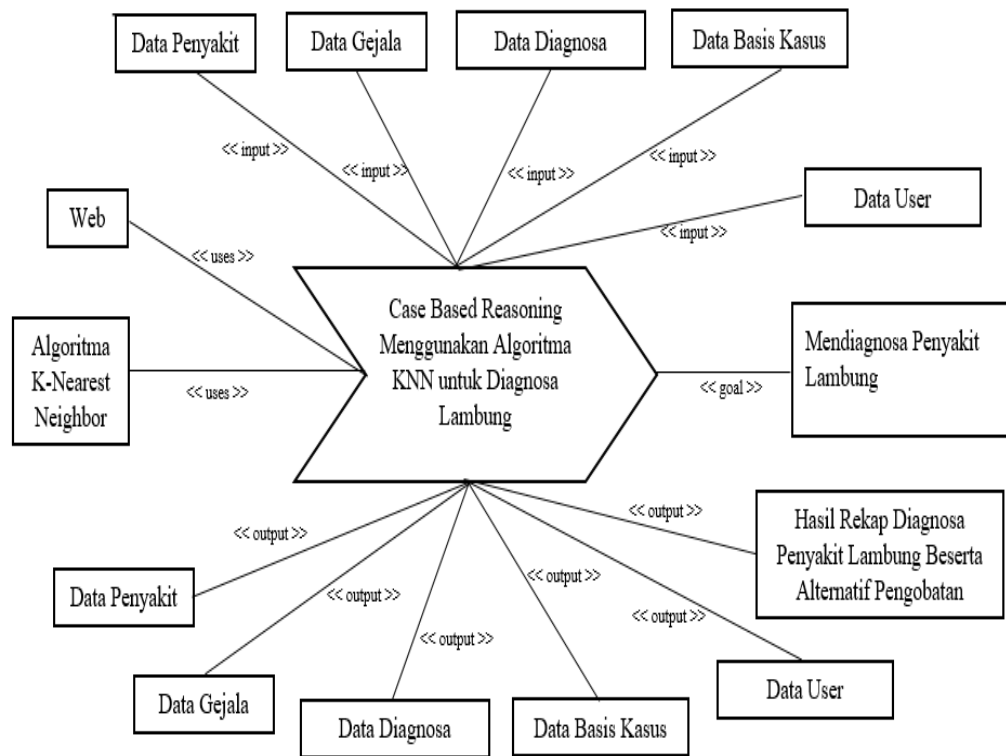 Data Penyakit
Data Gejala
Data Diagnosa
Data Basis Kasus
<< input >>
<< input >>
<< input >>
<< input >>
Data User
<< input >>
Web
<< uses >>
Algoritma
K-Nearest
Neighbor
<< uses >>
Case Based Reasoning
Menggunakan Algoritma
KNN untuk Diagnosa
Lambung
<< goal >>
Mendiagnosa Penyakit
Lambung
<< output >>
Hasil Rekap Diagnosa
Penyakit Lambung Beserta
Alternatif Pengobatan
<< output >>
Data Penyakit
<< output >>
Data Gejala
<< output >>
Data Diagnosa
<< output >>
Data Basis Kasus
<< output >>
Data User